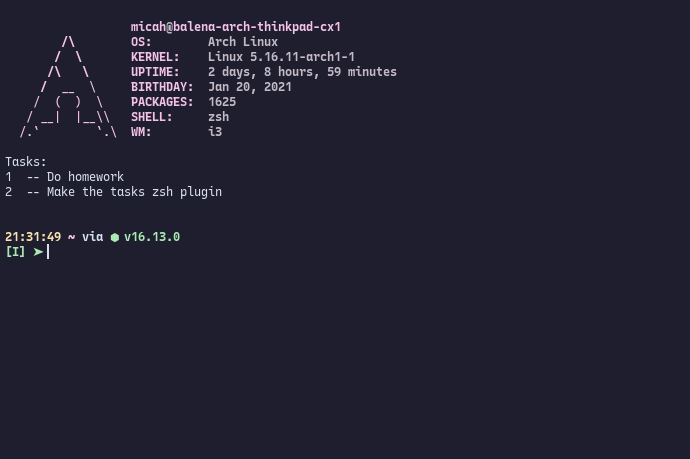 micah@balena-arch-thinkpad-cx1
OS: Arch Linux
KERNEL: Linux 5.16.11-arch1-1
UPTIME: 2 days, 8 hours, 59 minutes
BIRTHDAY: Jan 20, 2021
PACKAGES: 1625
SHELL: zsh
WM: i3
Tasks:
1 -- Do homework
2 -- Make the tasks zsh plugin
21:31:49 ~ via ⬢ v16.13.0
[I] ➤